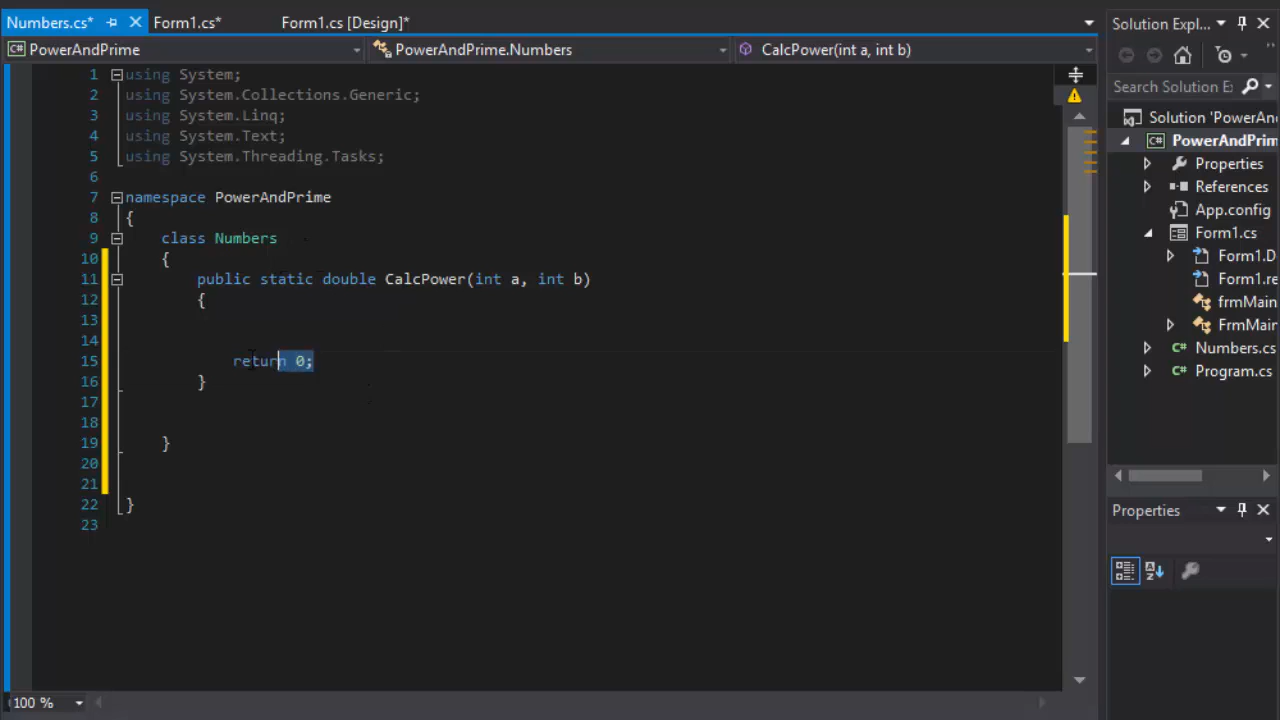 Numbers.cs*
Form1.cs*
Form1.cs [Design]*
PowerAndPrime
PowerAndPrime.Numbers
CalcPower(int a, int b)
1 using System;
2 using System.Collections.Generic;
3 using System.Linq;
4 using System.Text;
5 using System.Threading.Tasks;
6
7 namespace PowerAndPrime
8 {
9 class Numbers
10 {
11 public static double CalcPower(int a, int b)
12 {
13
14
15 return 0;
16 }
17
18
19 }
20
21
22 }
23
100 %
Solution Expl...
Search Solution E
Solution 'PowerAn
PowerAndPrim
Properties
References
App.config
Form1.cs
Form1.D
Form1.re
frmMain
FrmMai
Numbers.cs
Program.cs
Properties